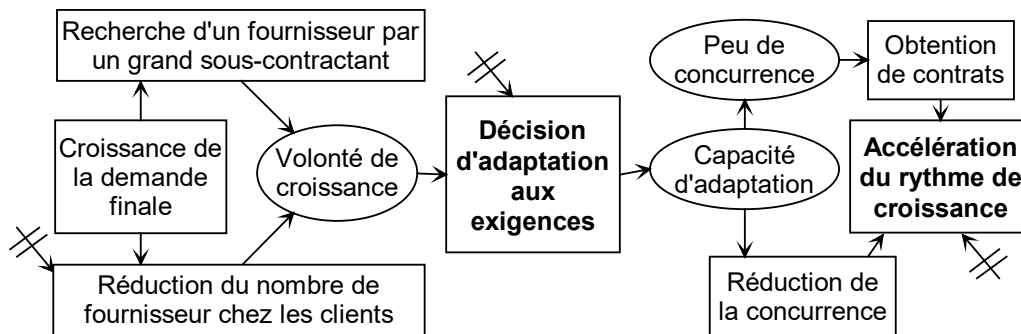 Recherche d'un fournisseur par
un grand sous-contractant
Croissance de
la demande
finale
Réduction du nombre de
fournisseur chez les clients
Volonté de
croissance
Décision
d'adaptation
aux
exigences
Peu de
concurrence
Capacité
d'adaptation
Réduction de
la concurrence
Obtention
de contrats
Accélération
du rythme de
croissance